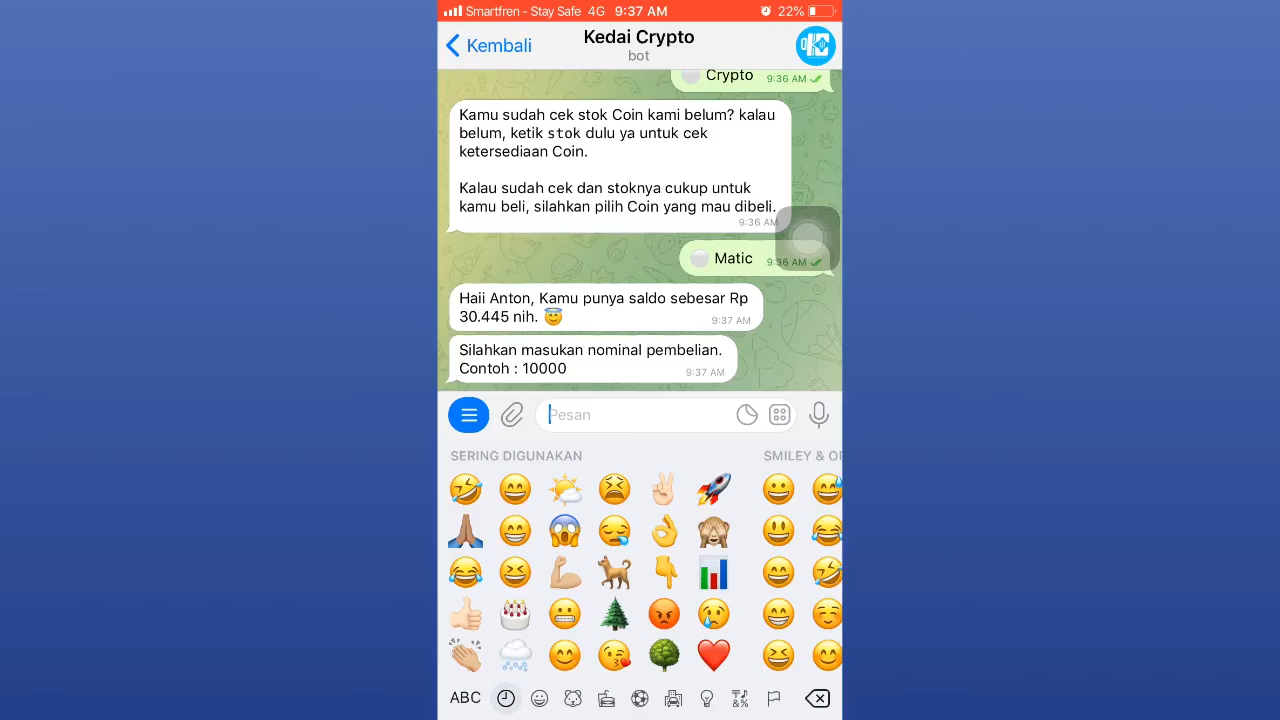 Smartfren - Stay Safe 4G 9:37 AM 22%
Kembali
Kedai Crypto
bot
Crypto 9:36 AM
Kamu sudah cek stok Coin kami belum? kalau
belum, ketik stok dulu ya untuk cek
ketersediaan Coin.
Kalau sudah cek dan stoknya cukup untuk
kamu beli, silahkan pilih Coin yang mau dibeli.
9:36 AM
Matic 9:36 AM
Haii Anton, Kamu punya saldo sebesar Rp
30.445 nih. 😇
9:37 AM
Silahkan masukan nominal pembelian.
Contoh : 10000
9:37 AM
Pesan
SERING DIGUNAKAN
SMILEY & OR
ABC